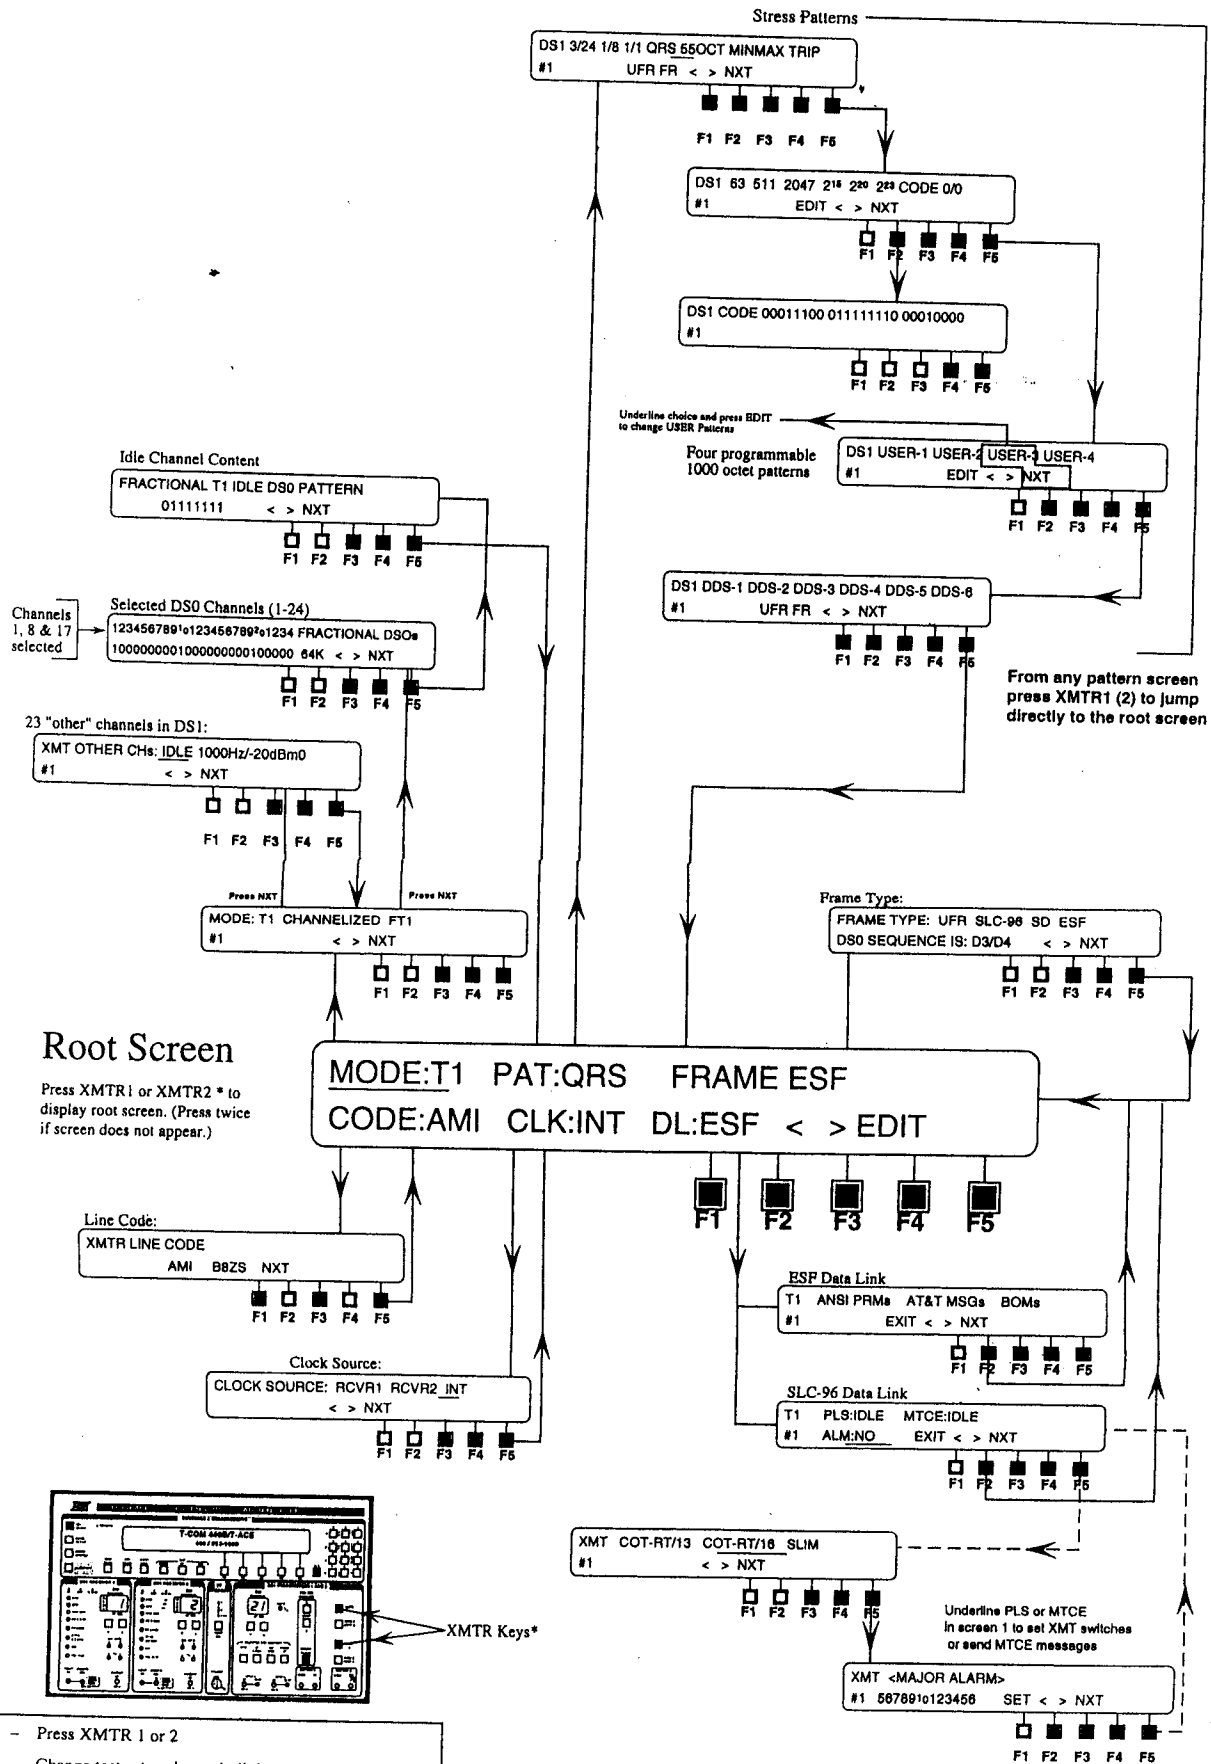 Stress Patterns
DS1 3/24 1/8 1/1 QRS 55OCT MINMAX TRIP
#1 UFR FR < > NXT
F1 F2 F3 F4 F5
DS1 63 511 2047 2¹⁵ 2²⁰ 2²³ CODE 0/0
#1 EDIT < > NXT
F1 F2 F3 F4 F5
DS1 CODE 00011100 011111110 00010000
#1
F1 F2 F3 F4 F5
Underline choice and press EDIT
to change USER Patterns
Four programmable
1000 octet patterns
DS1 USER-1 USER-2 USER-3 USER-4
#1 EDIT < > NXT
F1 F2 F3 F4 F5
Idle Channel Content
FRACTIONAL T1 IDLE DS0 PATTERN
01111111 < > NXT
F1 F2 F3 F4 F5
DS1 DDS-1 DDS-2 DDS-3 DDS-4 DDS-5 DDS-6
#1 UFR FR < > NXT
F1 F2 F3 F4 F5
Channels
1, 8 & 17
selected
Selected DS0 Channels (1-24)
123456789¹0123456789²01234 FRACTIONAL DSOs
100000000100000000010000 64K < > NXT
F1 F2 F3 F4 F5
From any pattern screen
press XMTR1 (2) to jump
directly to the root screen
23 "other" channels in DS1:
XMT OTHER CHs: IDLE 1000Hz/-20dBm0
#1 < > NXT
F1 F2 F3 F4 F5
Press NXT Press NXT
MODE: T1 CHANNELIZED FT1
#1 < > NXT
F1 F2 F3 F4 F5
Frame Type:
FRAME TYPE: UFR SLC-96 SD ESF
DS0 SEQUENCE IS: D3/D4 < > NXT
F1 F2 F3 F4 F5
Root Screen
Press XMTR1 or XMTR2 * to
display root screen. (Press twice
if screen does not appear.)
MODE:T1 PAT:QRS FRAME ESF
CODE:AMI CLK:INT DL:ESF < > EDIT
F1 F2 F3 F4 F5
Line Code:
XMTR LINE CODE
AMI B8ZS NXT
F1 F2 F3 F4 F5
Clock Source:
CLOCK SOURCE: RCVR1 RCVR2 INT
< > NXT
F1 F2 F3 F4 F5
ESF Data Link
T1 ANSI PRMs AT&T MSGs BOMs
#1 EXIT < > NXT
F1 F2 F3 F4 F5
SLC-96 Data Link
T1 PLS:IDLE MTCE:IDLE
#1 ALM:NO EXIT < > NXT
F1 F2 F3 F4 F5
T-COM 440B/T-ACE
1 2 21
XMTR Keys*
XMT COT-RT/13 COT-RT/16 SLIM
#1 < > NXT
F1 F2 F3 F4 F5
Underline PLS or MTCE
in screen 1 to set XMT switches
or send MTCE messages
XMT <MAJOR ALARM>
#1 56789¹0123456 SET < > NXT
F1 F2 F3 F4 F5
– Press XMTR 1 or 2